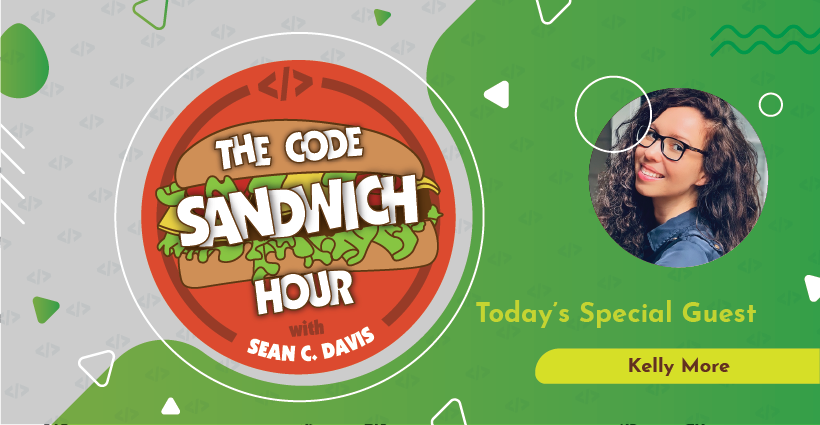 </>
THE CODE
SANDWICH
HOUR
with
SEAN C. DAVIS
Today's Special Guest
Kelly More